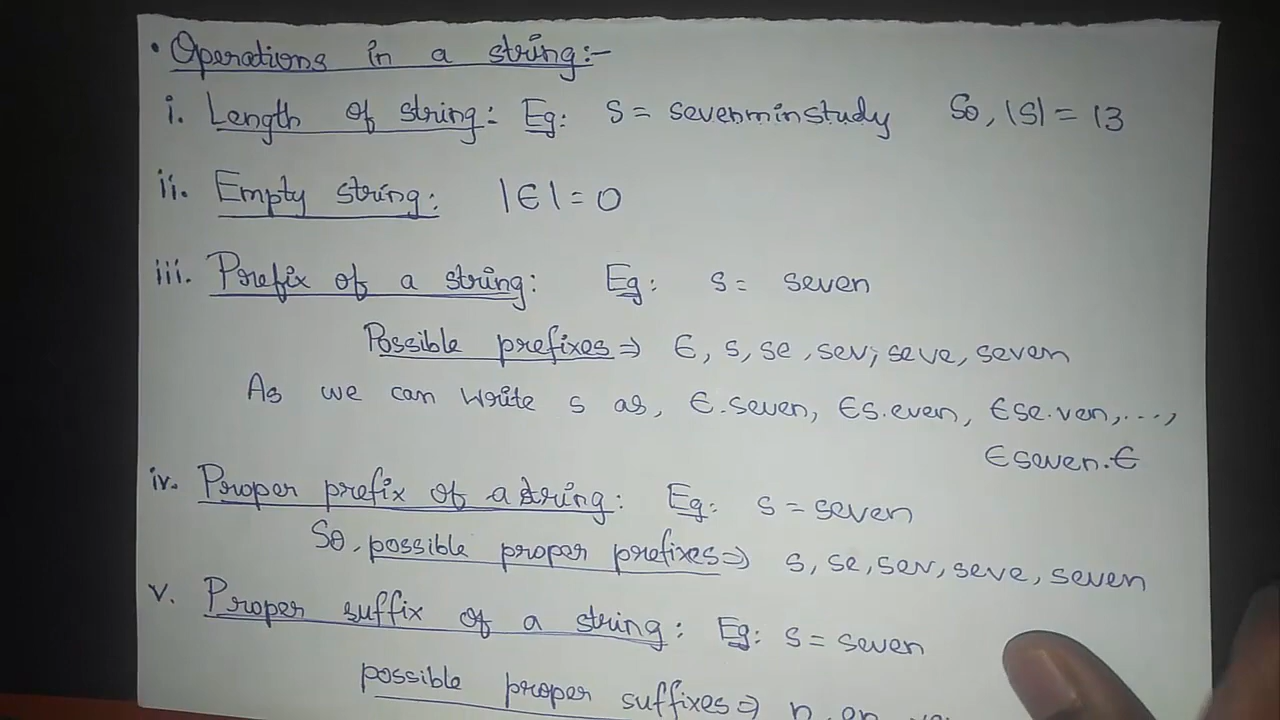 • Operations in a string:-
i. Length of string: Eg: s = sevenminstudy So, |s| = 13
ii. Empty string: |ϵ| = 0
iii. Prefix of a string: Eg: s = seven
Possible prefixes ⇒ ϵ, s, se, sev, seve, seven
As we can write s as, ϵ.seven, ϵs.even, ϵse.ven,...,
ϵseven.ϵ
iv. Proper prefix of a string: Eg: s = seven
So, possible proper prefixes ⇒ s, se, sev, seve, seven
v. Proper suffix of a string: Eg: s = seven
possible proper suffixes ⇒ n, en